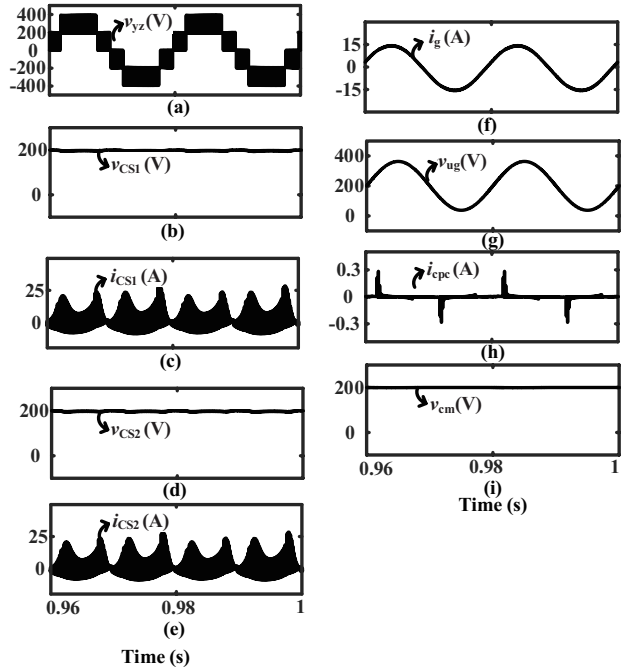 400
200
0
-200
-400
v_yz (V)
(a)
200
0
v_CS1 (V)
(b)
25
0
i_CS1 (A)
(c)
200
0
v_CS2 (V)
(d)
25
0
i_CS2 (A)
0.96
0.98
1
(e)
Time (s)
15
0
-15
i_g (A)
(f)
400
200
0
v_ug(V)
(g)
0.3
0
-0.3
i_cpc (A)
(h)
200
0
v_cm(V)
0.96
0.98
1
(i)
Time (s)